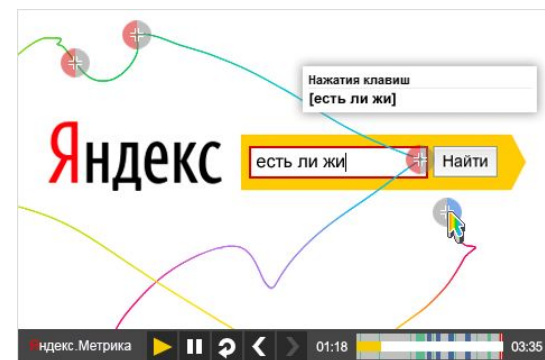 Нажатия клавиш
[есть ли жи]
Яндекс
есть ли жи
Найти
Яндекс.Метрика
01:18
03:35